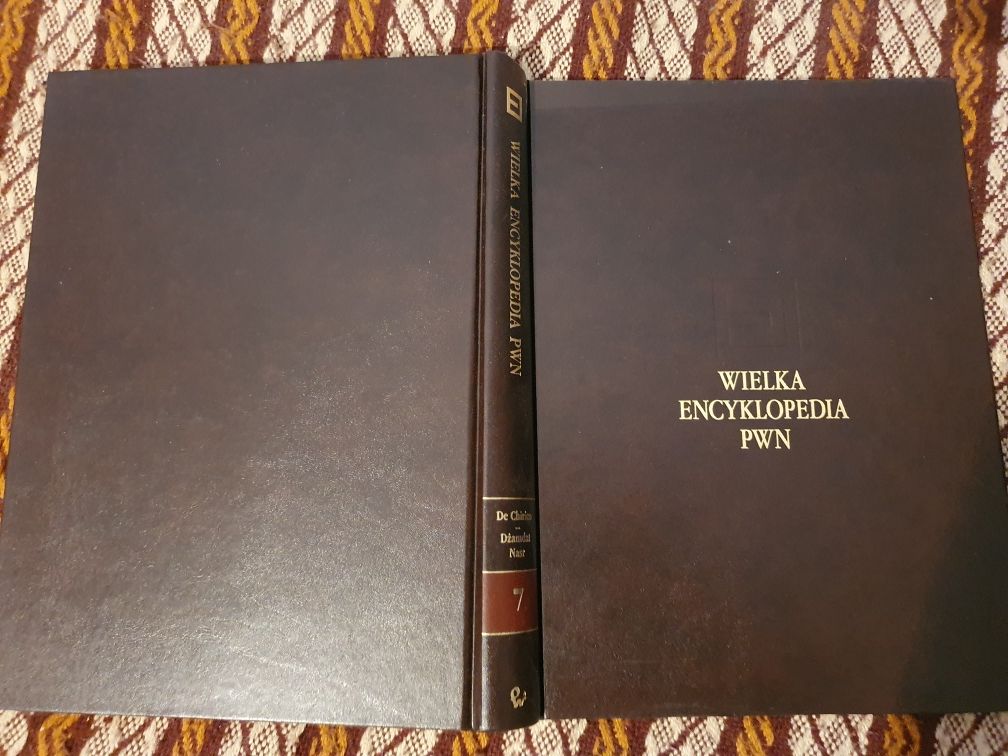 WIELKA ENCYKLOPEDIA PWN
De Chirico
–
Dżamdat
Nasr
7
WIELKA
ENCYKLOPEDIA
PWN